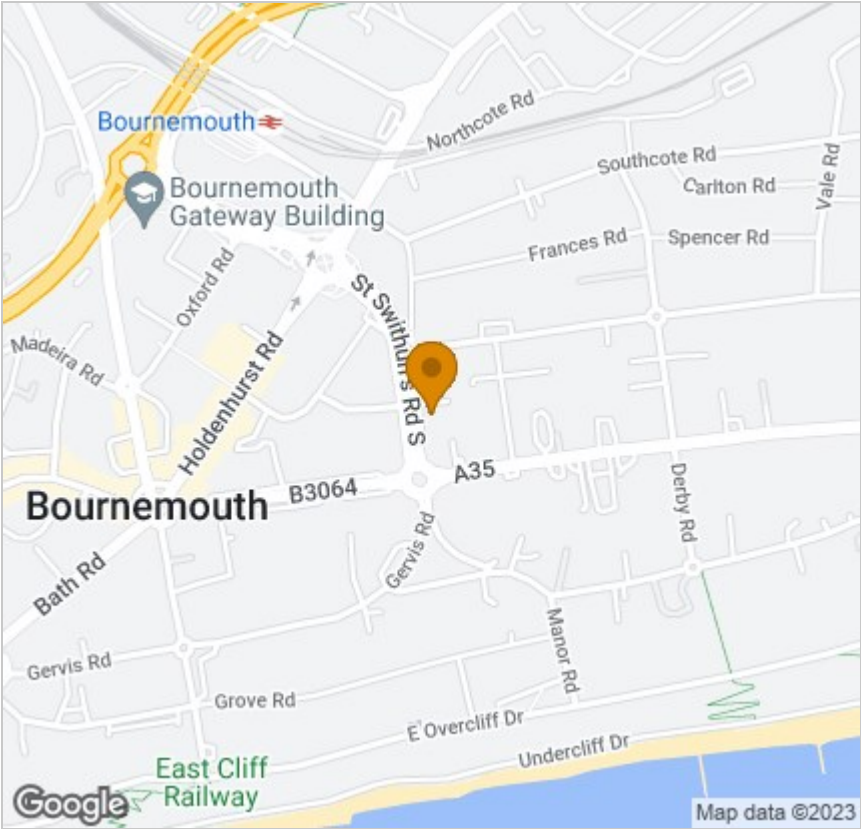 Northcote Rd
Bournemouth
Southcote Rd
Carlton Rd
Vale Rd
Bournemouth
Gateway Building
Frances Rd
Spencer Rd
Oxford Rd
St Swithun's Rd S
Madeira Rd
Holdenhurst Rd
A35
B3064
Bournemouth
Derby Rd
Gervis Rd
Bath Rd
Manor Rd
Gervis Rd
Grove Rd
E Overcliff Dr
Undercliff Dr
East Cliff
Railway
Google
Map data ©2023